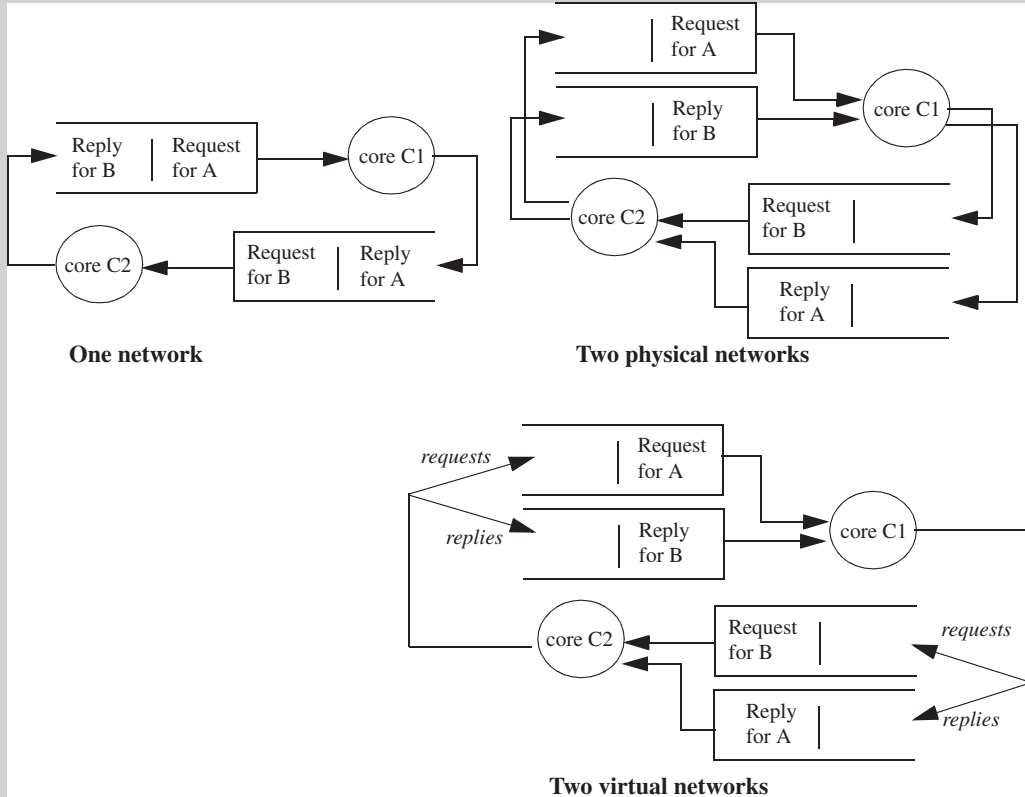 Request
for A
Reply
for B
core C1
Request
for B
Reply
for A
core C2
Two physical networks
Reply
for B
Request
for A
core C1
core C2
Request
for B
Reply
for A
One network
requests
replies
Request
for A
Reply
for B
core C1
core C2
Request
for B
Reply
for A
requests
replies
Two virtual networks